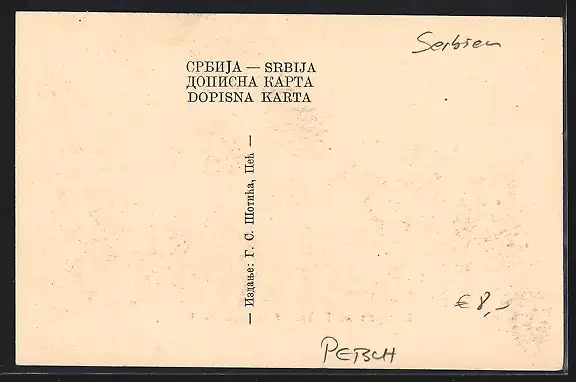 Serbien
СРБИЈА — SRBIJA
ДОПИСНА КАРТА
DOPISNA KARTA
— Издање: Г. С. Шотића, Пећ —
€ 8,-
PETSCH